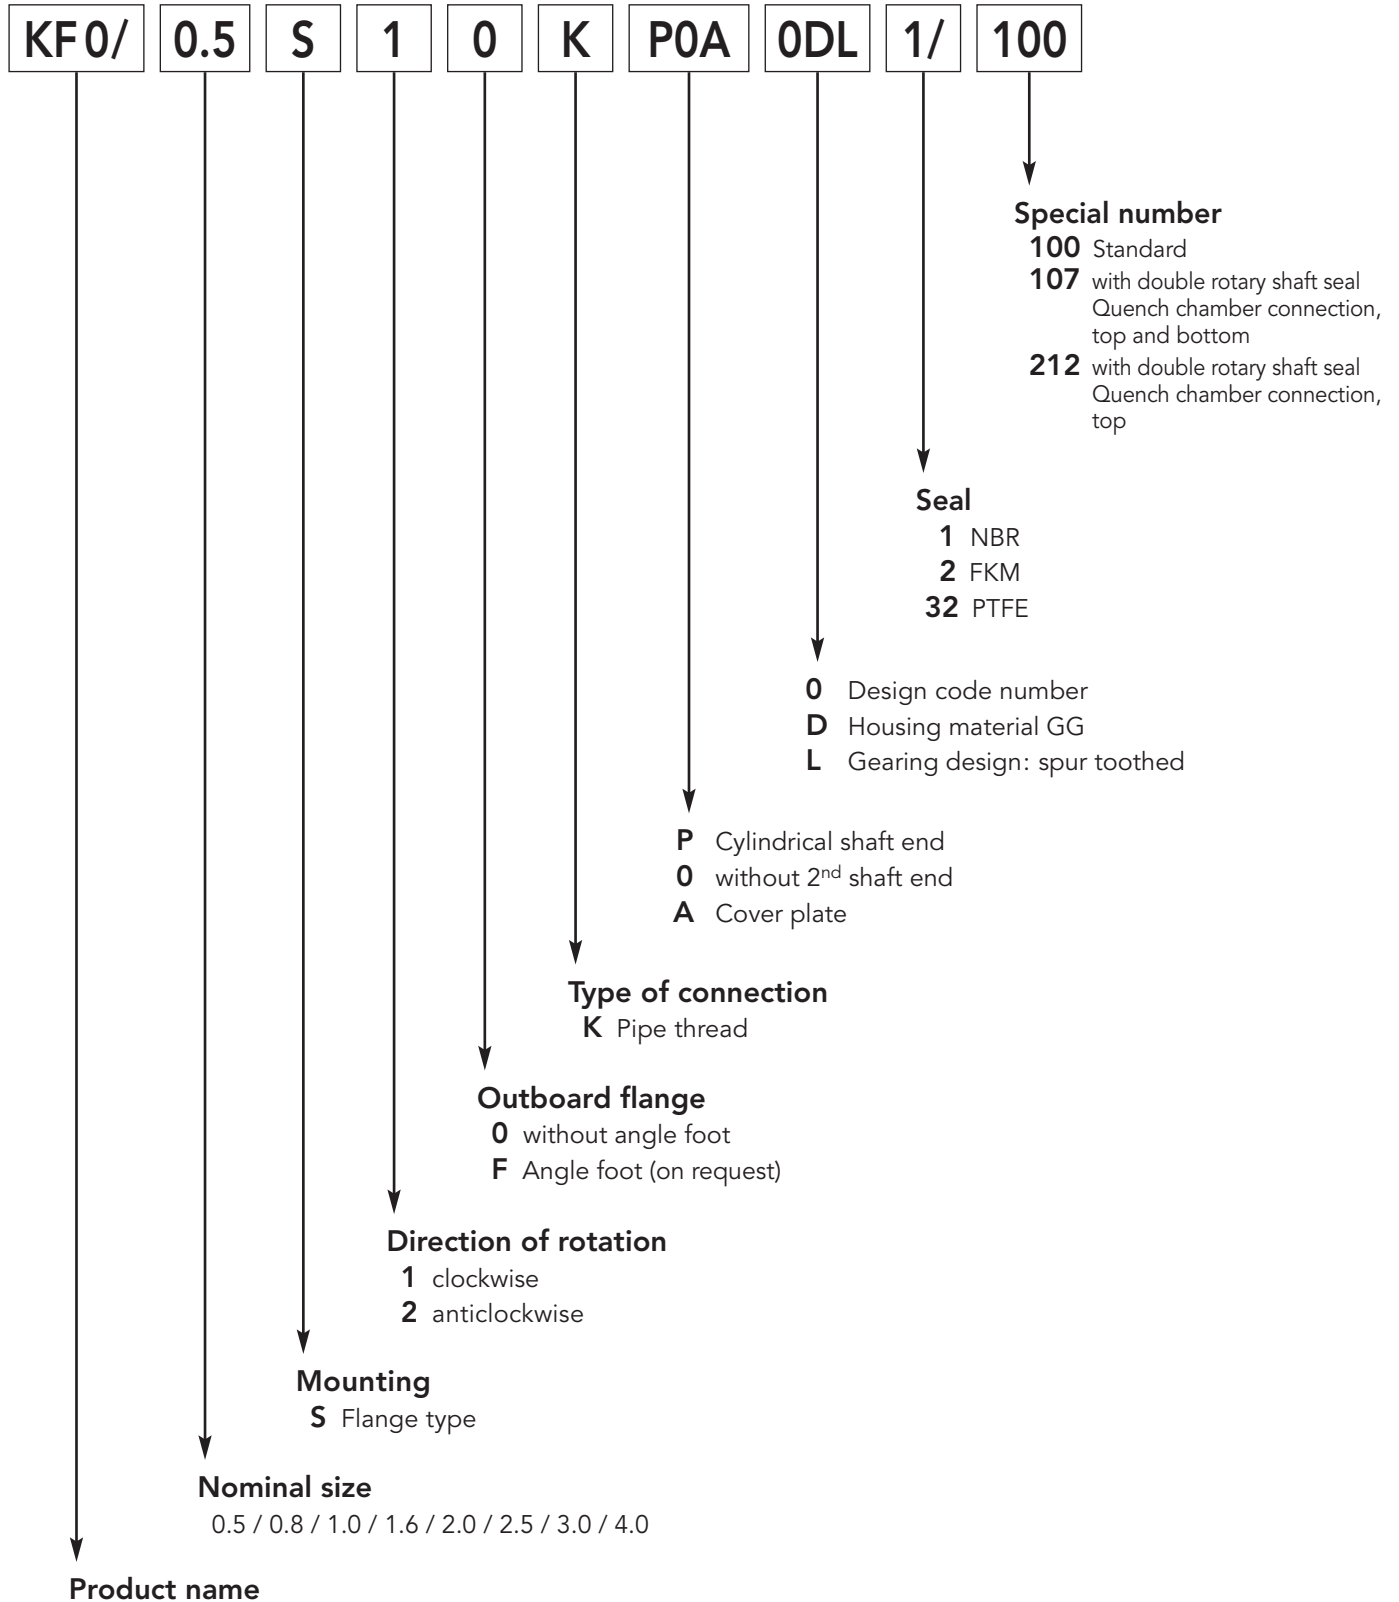 KF0/ 0.5 S 1 0 K P0A 0DL 1/ 100
Special number
100 Standard
107 with double rotary shaft seal
Quench chamber connection,
top and bottom
212 with double rotary shaft seal
Quench chamber connection,
top
Seal
1 NBR
2 FKM
32 PTFE
0 Design code number
D Housing material GG
L Gearing design: spur toothed
P Cylindrical shaft end
0 without 2nd shaft end
A Cover plate
Type of connection
K Pipe thread
Outboard flange
0 without angle foot
F Angle foot (on request)
Direction of rotation
1 clockwise
2 anticlockwise
Mounting
S Flange type
Nominal size
0.5 / 0.8 / 1.0 / 1.6 / 2.0 / 2.5 / 3.0 / 4.0
Product name